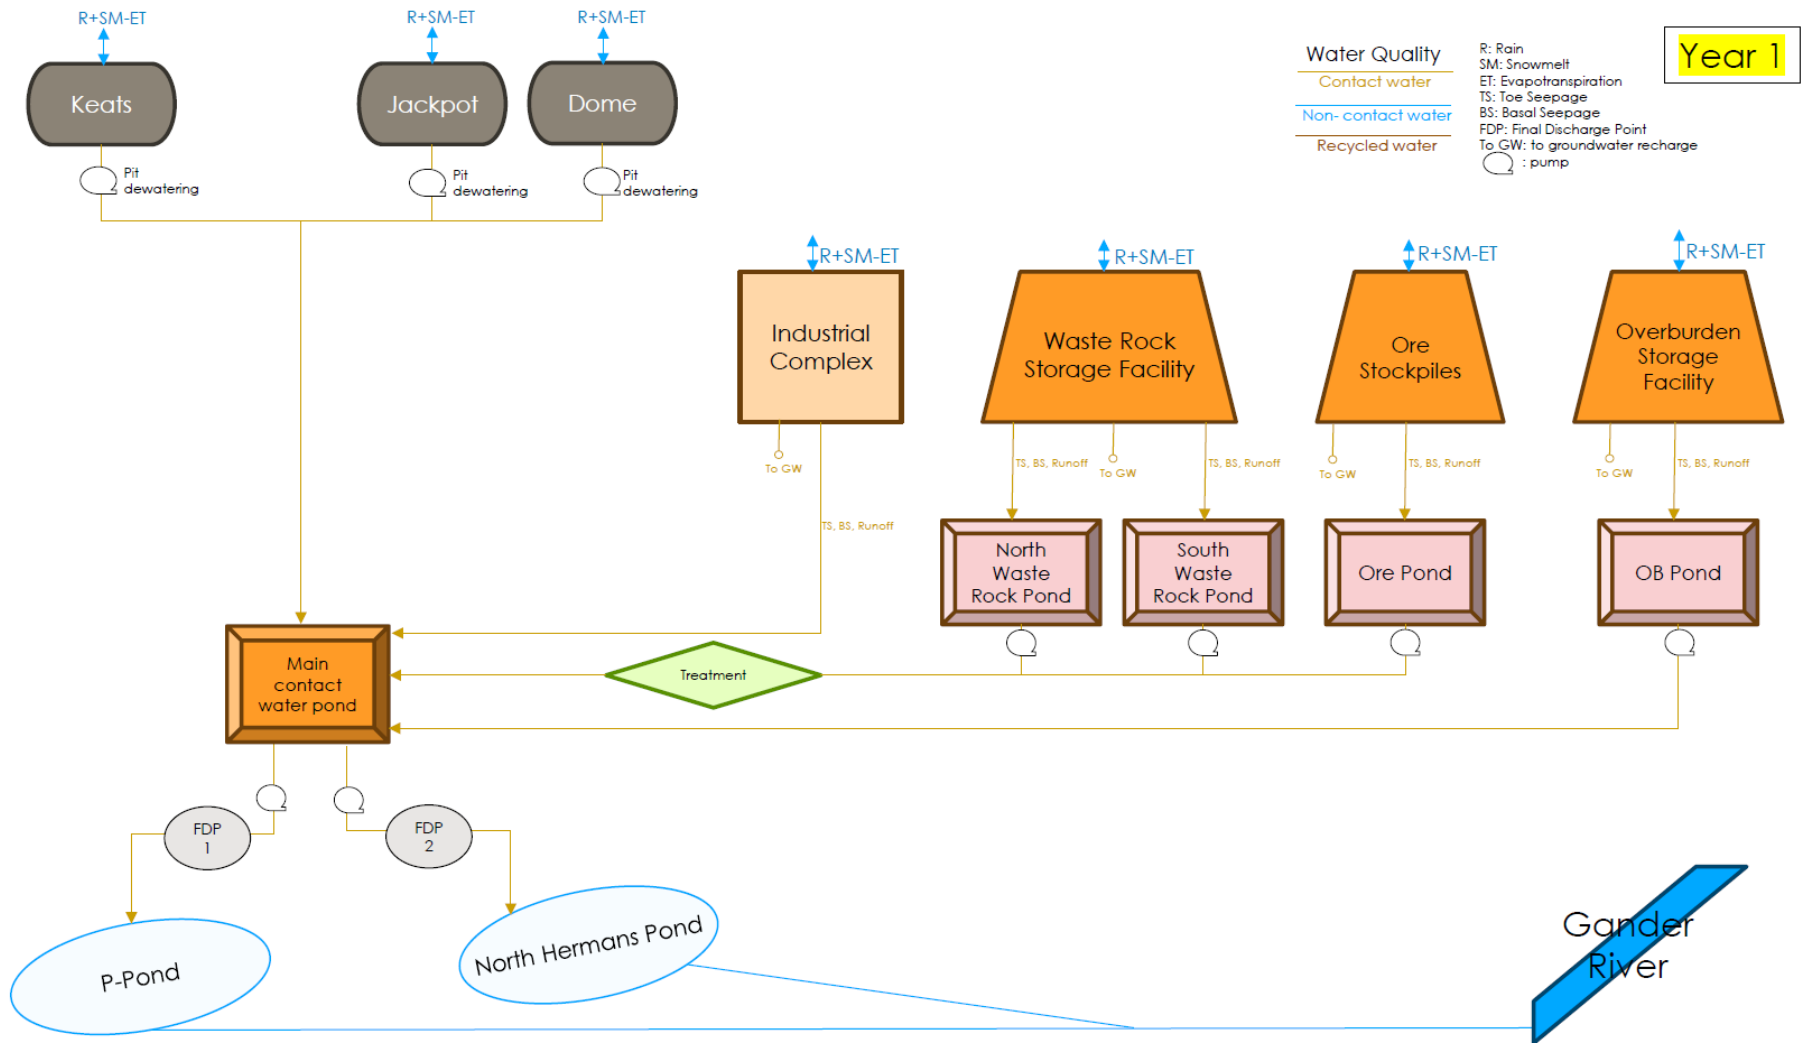 R+SM-ET
R+SM-ET
R+SM-ET
Keats
Jackpot
Dome
Pit
dewatering
Pit
dewatering
Pit
dewatering
Water Quality
Contact water
Non- contact water
Recycled water
R: Rain
SM: Snowmelt
ET: Evapotranspiration
TS: Toe Seepage
BS: Basal Seepage
FDP: Final Discharge Point
To GW: to groundwater recharge
: pump
Year 1
R+SM-ET
R+SM-ET
R+SM-ET
R+SM-ET
Industrial
Complex
Waste Rock
Storage Facility
Ore
Stockpiles
Overburden
Storage
Facility
To GW
TS, BS, Runoff
To GW
TS, BS, Runoff
To GW
TS, BS, Runoff
To GW
TS, BS, Runoff
TS, BS, Runoff
North
Waste
Rock Pond
South
Waste
Rock Pond
Ore Pond
OB Pond
Main
contact
water pond
Treatment
FDP
1
FDP
2
P-Pond
North Hermans Pond
Gander
River